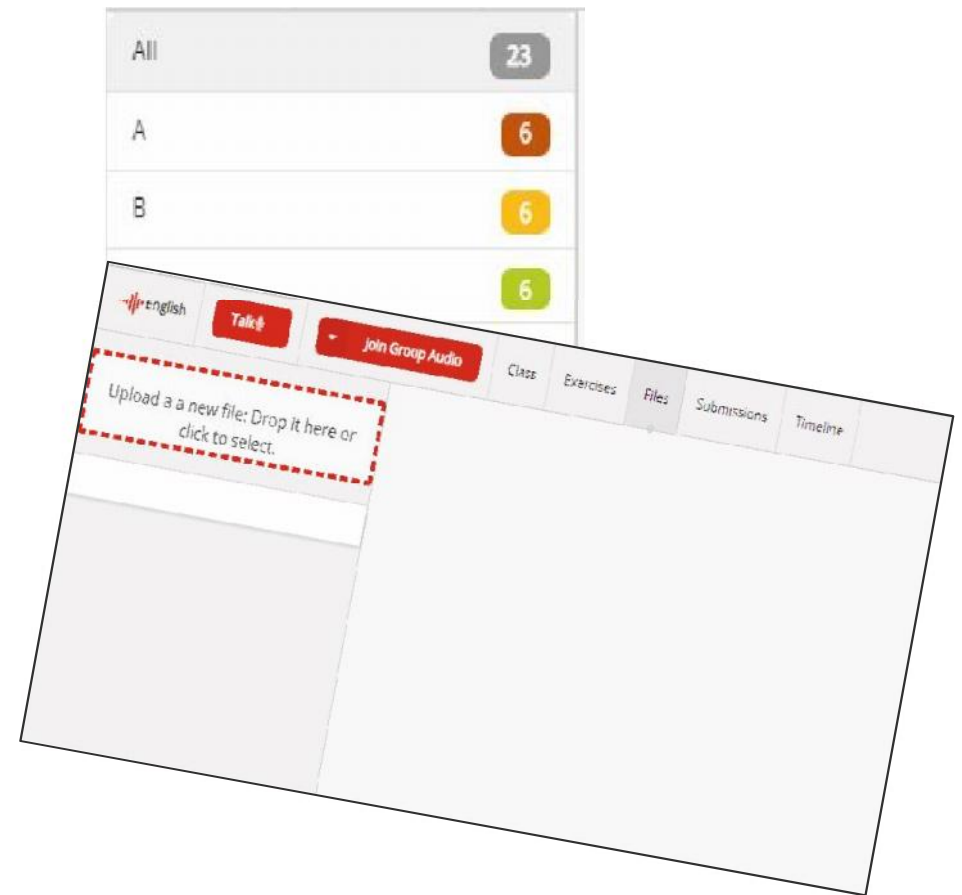 All 23
A 6
B 6
6
english Talk Join Group Audio Class Exercises Files Submissions Timeline
Upload a a new file: Drop it here or
click to select.